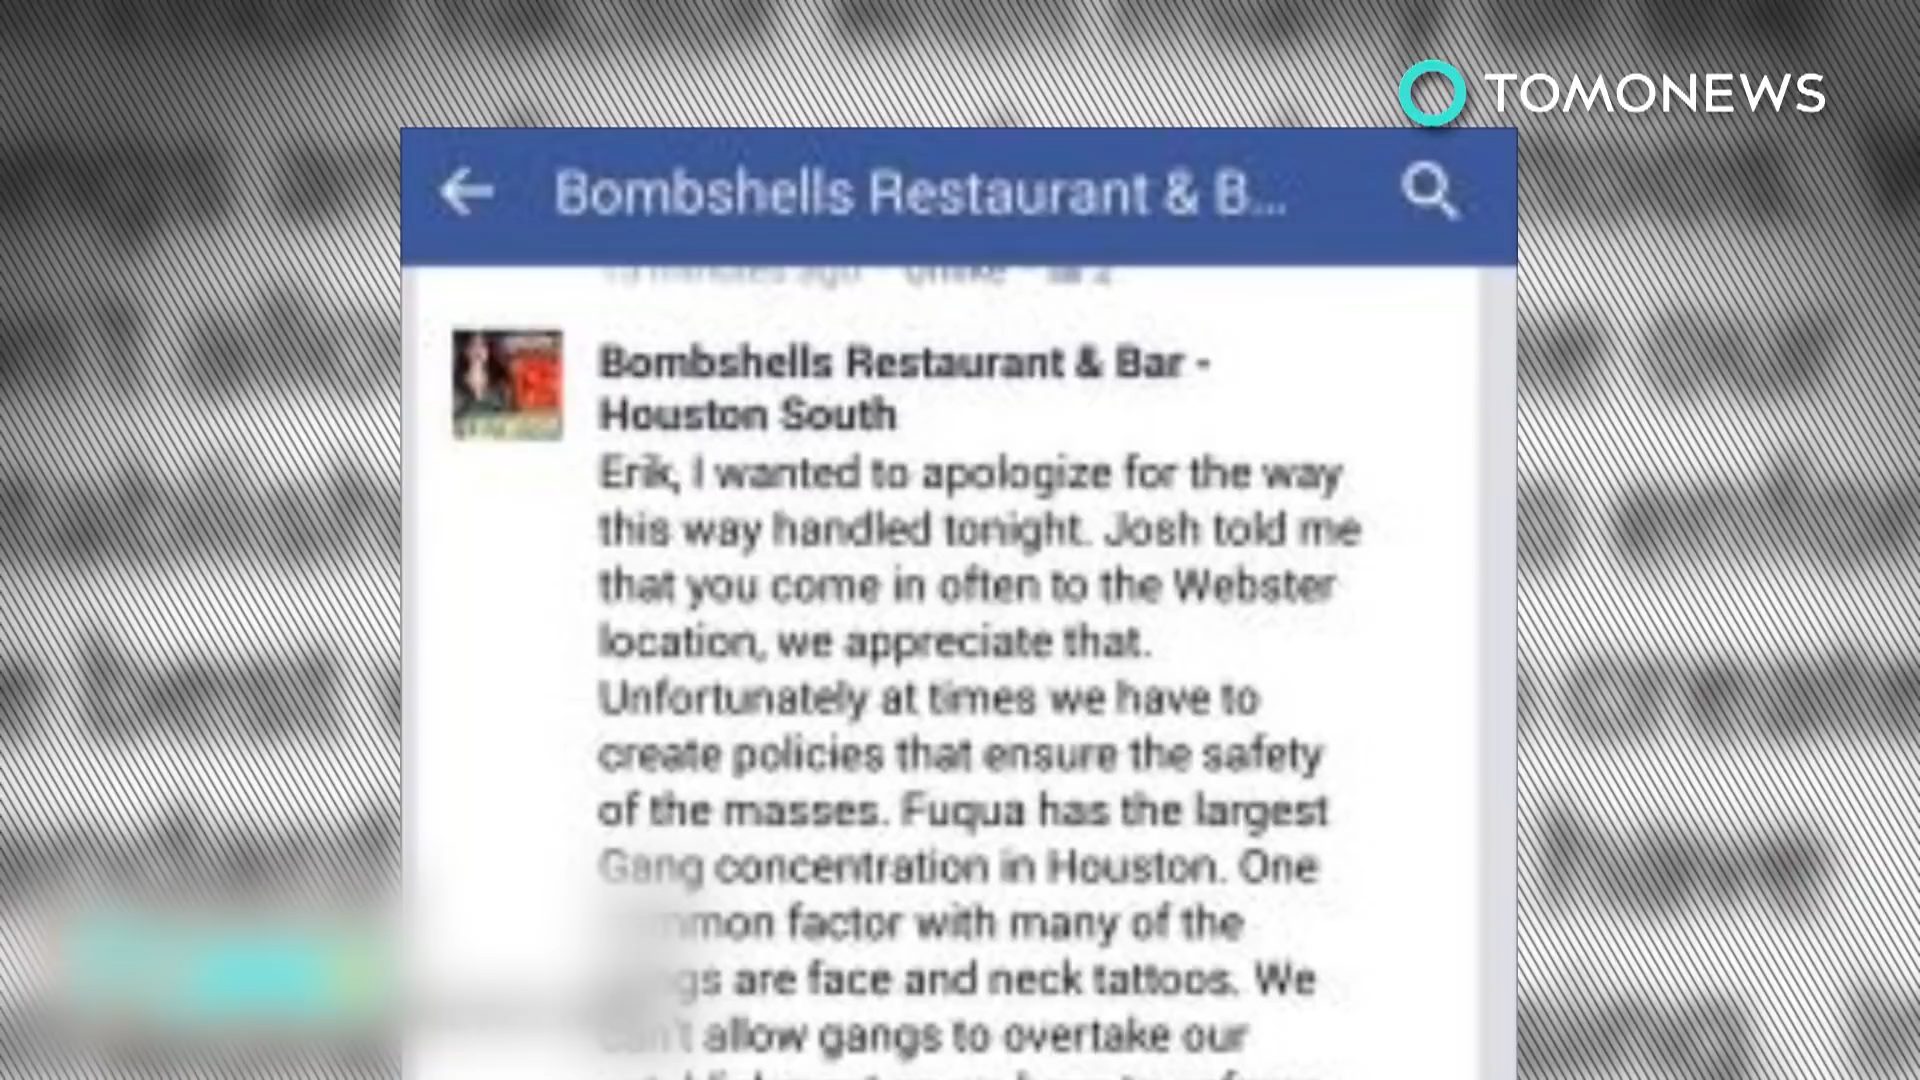 TOMONEWS
Bombshells Restaurant & B...
minutes ago
Bombshells Restaurant & Bar -
Houston South
Erik, I wanted to apologize for the way
this way handled tonight. Josh told me
that you come in often to the Webster
location, we appreciate that.
Unfortunately at times we have to
create policies that ensure the safety
of the masses. Fuqua has the largest
Gang concentration in Houston. One
factor with many of the
are face and neck tattoos. We
allow gangs to overtake our